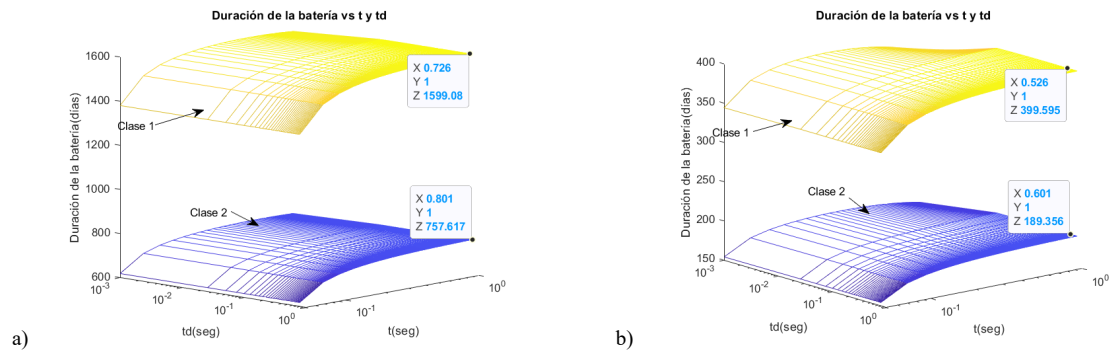 Duración de la batería vs t y td
Duración de la batería(días)
1600
1400
1200
1000
800
600
Clase 1
Clase 2
X 0.726
Y 1
Z 1599.08
X 0.801
Y 1
Z 757.617
10^-3
10^-2
10^-1
10^0
td(seg)
10^-1
10^0
t(seg)
a)
Duración de la batería vs t y td
Duración de la batería(días)
400
350
300
250
200
150
Clase 1
Clase 2
X 0.526
Y 1
Z 399.595
X 0.601
Y 1
Z 189.356
10^-3
10^-2
10^-1
10^0
td(seg)
10^-1
10^0
t(seg)
b)